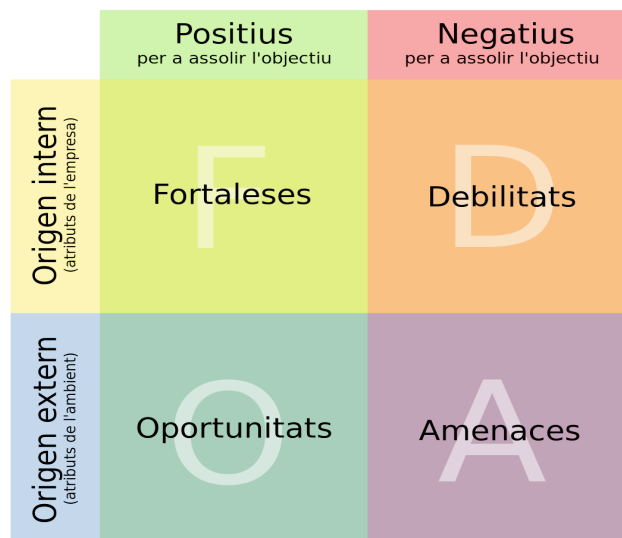 Positius
per a assolir l'objectiu
Negatius
per a assolir l'objectiu
Origen intern
(atributs de l'empresa)
F
Fortaleses
D
Debilitats
Origen extern
(atributs de l'ambient)
O
Oportunitats
A
Amenaces